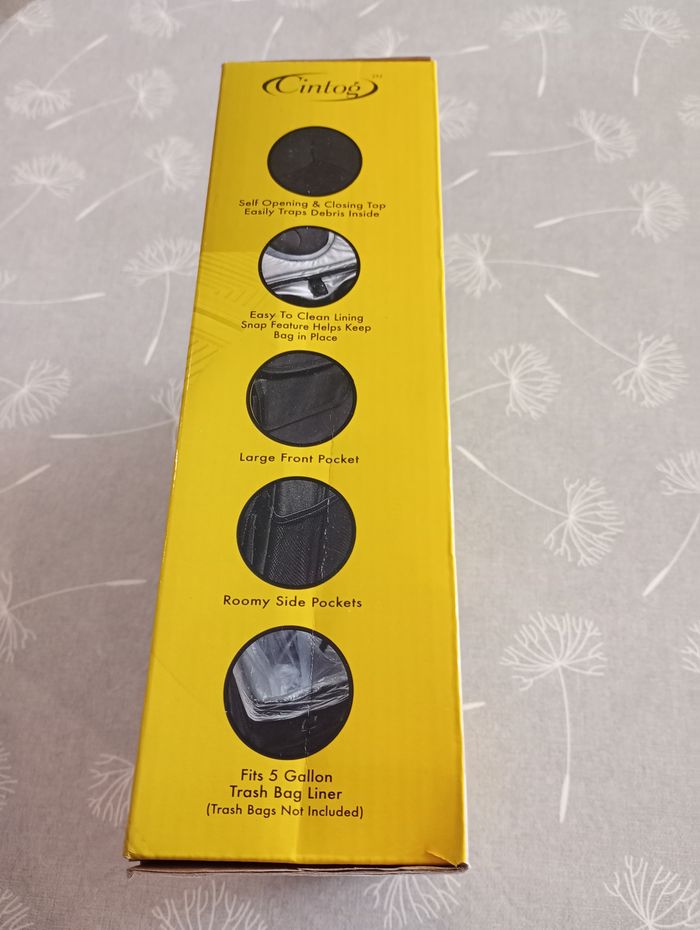 Cintog™
Self Opening & Closing Top
Easily Traps Debris Inside
Easy To Clean Lining
Snap Feature Helps Keep
Bag in Place
Large Front Pocket
Roomy Side Pockets
Fits 5 Gallon
Trash Bag Liner
(Trash Bags Not Included)